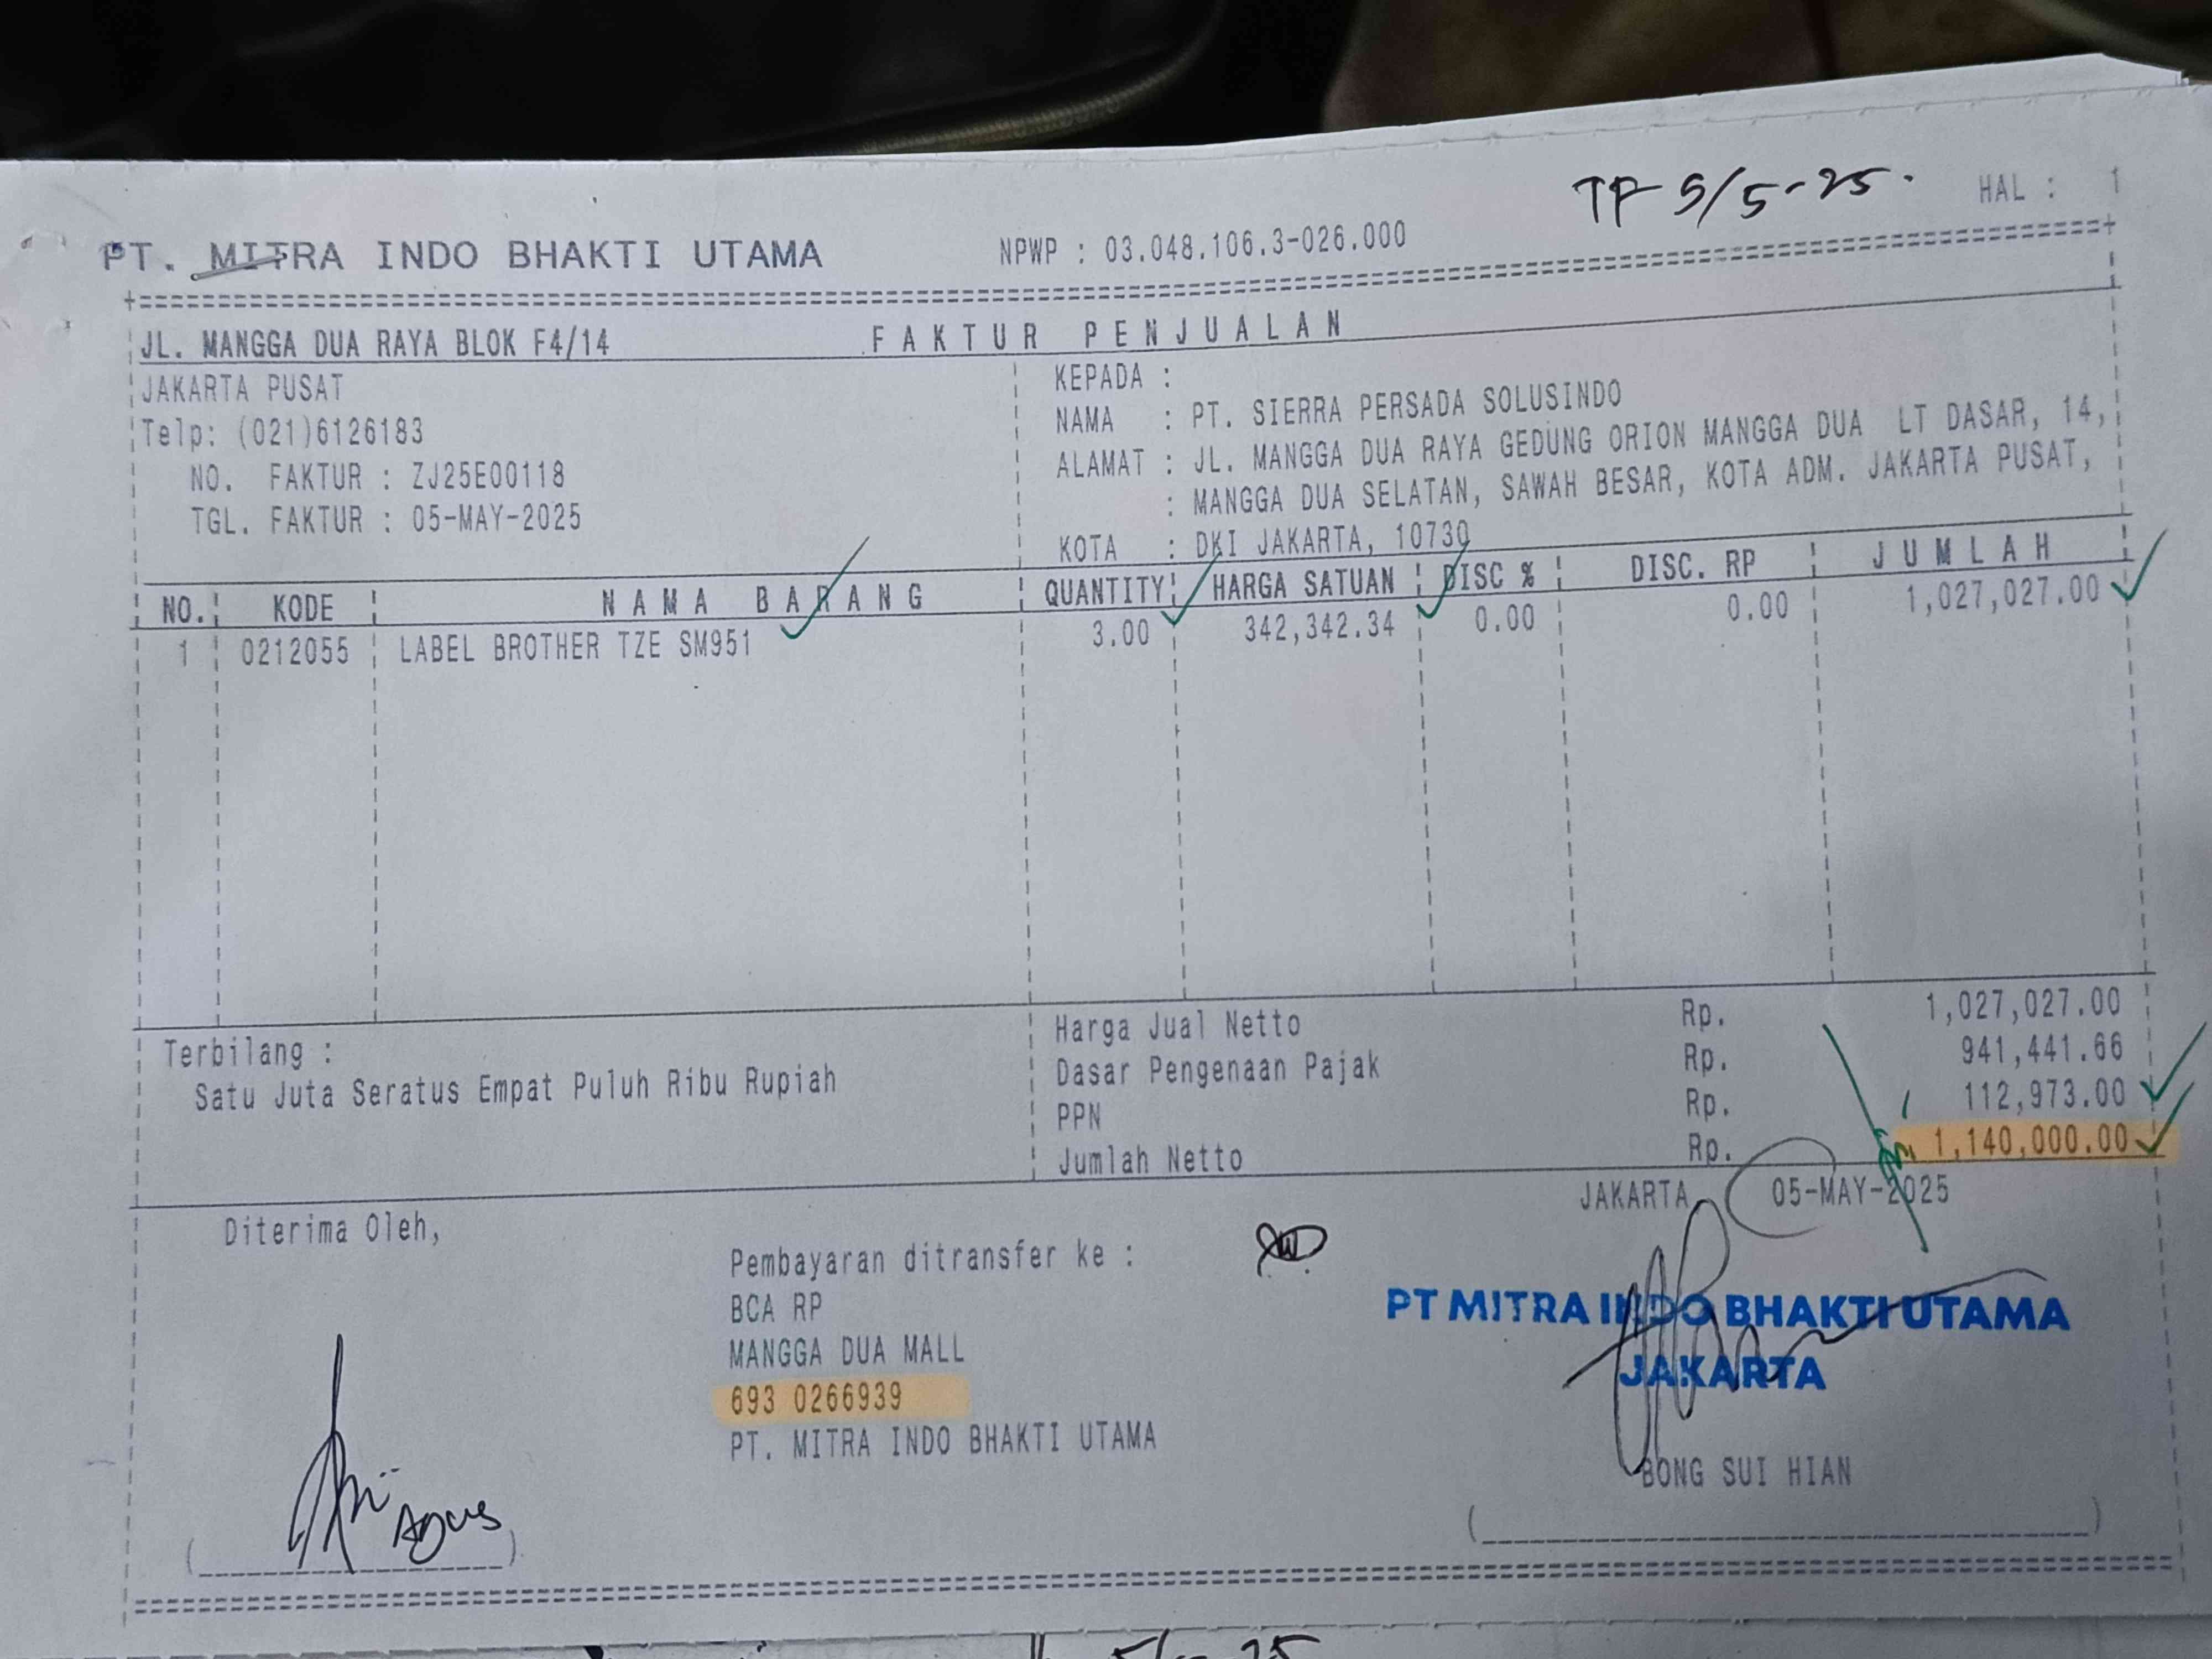 TF 5/5-25.
HAL : 1
PT. MITRA INDO BHAKTI UTAMA NPWP : 03.048.106.3-026.000
JL. MANGGA DUA RAYA BLOK F4/14 FAKTUR PENJUALAN
JAKARTA PUSAT
Telp: (021)6126183
NO. FAKTUR : ZJ25E00118
TGL. FAKTUR : 05-MAY-2025
KEPADA :
NAMA : PT. SIERRA PERSADA SOLUSINDO
ALAMAT : JL. MANGGA DUA RAYA GEDUNG ORION MANGGA DUA LT DASAR, 14,
: MANGGA DUA SELATAN, SAWAH BESAR, KOTA ADM. JAKARTA PUSAT,
KOTA : DKI JAKARTA, 10730
NO. KODE NAMA BARANG QUANTITY HARGA SATUAN DISC % DISC. RP JUMLAH
1 0212055 LABEL BROTHER TZE SM951 3.00 342,342.34 0.00 0.00 1,027,027.00
Terbilang :
Satu Juta Seratus Empat Puluh Ribu Rupiah
Harga Jual Netto Rp. 1,027,027.00
Dasar Pengenaan Pajak Rp. 941,441.66
PPN Rp. 112,973.00
Jumlah Netto Rp. 1,140,000.00
JAKARTA, 05-MAY-2025
Diterima Oleh,
Pembayaran ditransfer ke :
BCA RP
MANGGA DUA MALL
693 0266939
PT. MITRA INDO BHAKTI UTAMA
PT MITRA INDO BHAKTI UTAMA
JAKARTA
BONG SUI HIAN
Agus